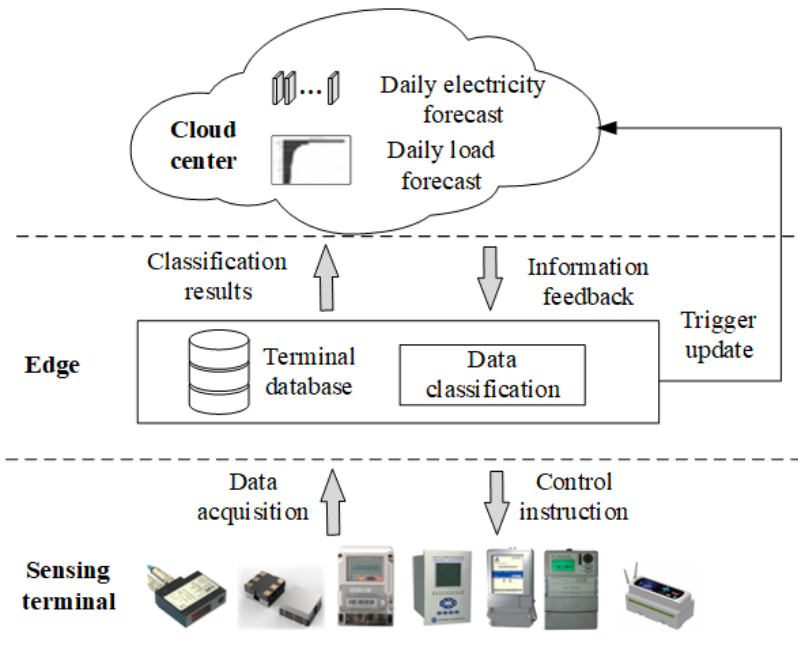 Daily electricity
forecast
Cloud
center
Daily load
forecast
Classification
results
Information
feedback
Trigger
update
Edge
Terminal
database
Data
classification
Data
acquisition
Control
instruction
Sensing
terminal